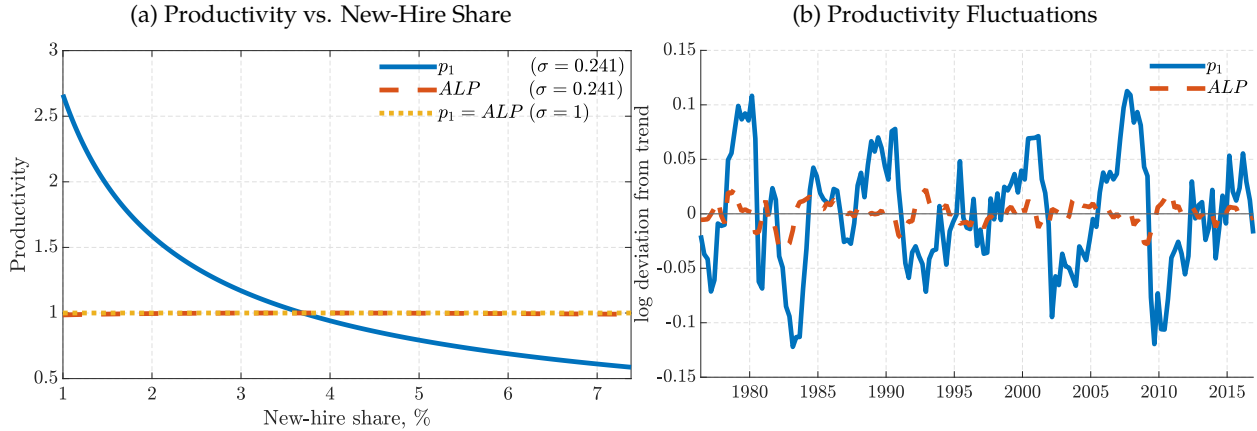 (a) Productivity vs. New-Hire Share
3
2.5
2
1.5
1
0.5
Productivity
p₁ (σ = 0.241)
ALP (σ = 0.241)
p₁ = ALP (σ = 1)
1 2 3 4 5 6 7
New-hire share, %
(b) Productivity Fluctuations
0.15
0.1
0.05
0
-0.05
-0.1
-0.15
log deviation from trend
p₁
ALP
1980 1985 1990 1995 2000 2005 2010 2015